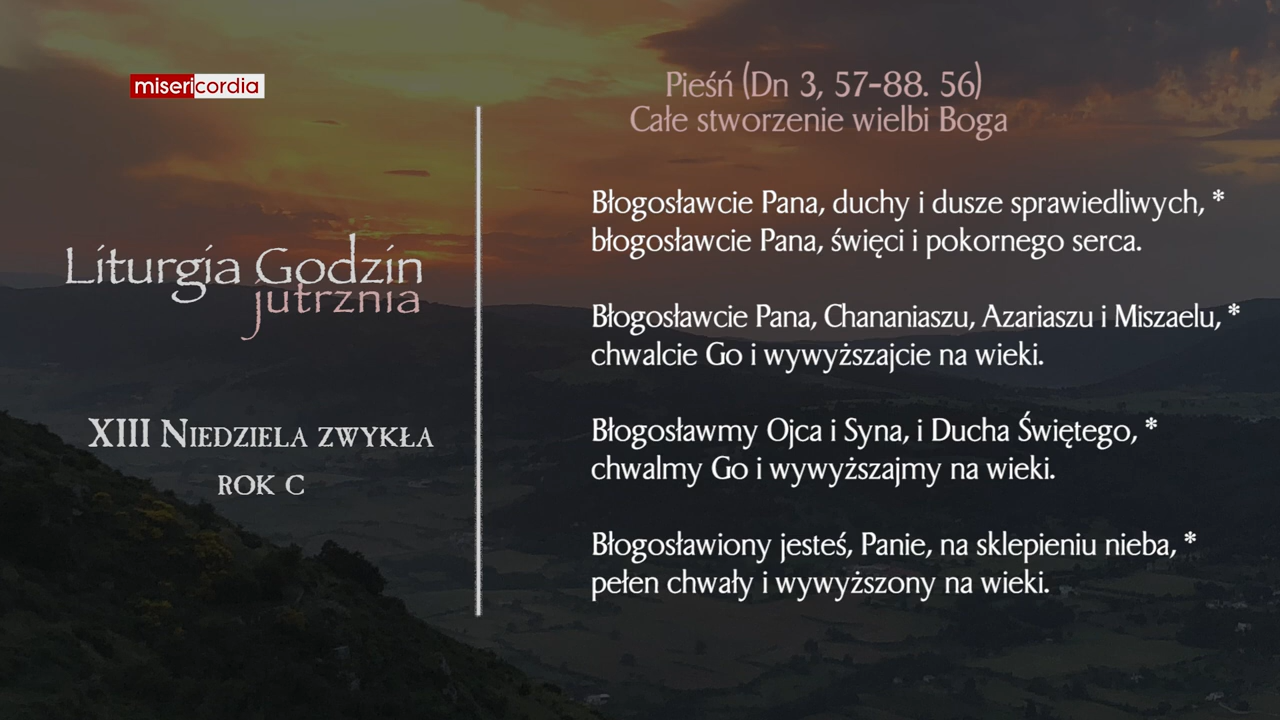 misericordia
Liturgia Godzin
jutrznia
XIII Niedziela zwykła
rok C
Pieśń (Dn 3, 57-88. 56)
Całe stworzenie wielbi Boga
Błogosławcie Pana, duchy i dusze sprawiedliwych, *
błogosławcie Pana, święci i pokornego serca.
Błogosławcie Pana, Chananiaszu, Azariaszu i Miszaelu, *
chwalcie Go i wywyższajcie na wieki.
Błogosławmy Ojca i Syna, i Ducha Świętego, *
chwalmy Go i wywyższajmy na wieki.
Błogosławiony jesteś, Panie, na sklepieniu nieba, *
pełen chwały i wywyższony na wieki.